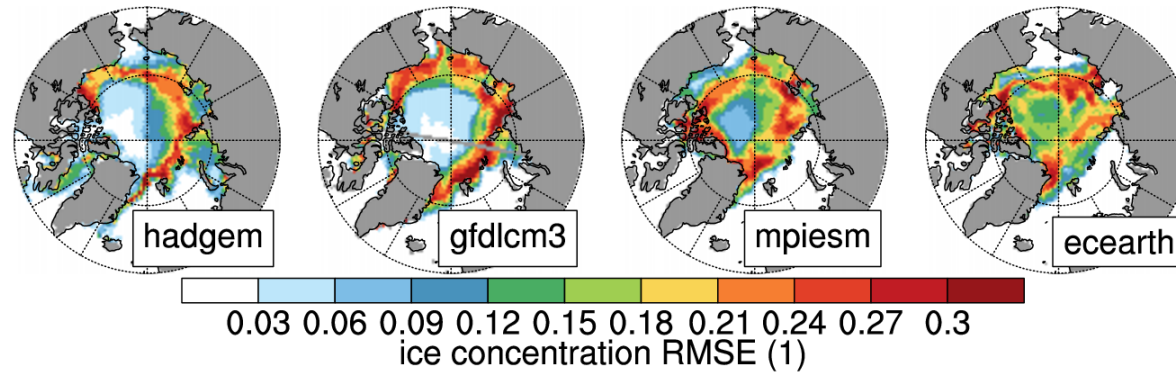 hadgem gfdlcm3 mpiesm ecearth
0.03 0.06 0.09 0.12 0.15 0.18 0.21 0.24 0.27 0.3
ice concentration RMSE (1)